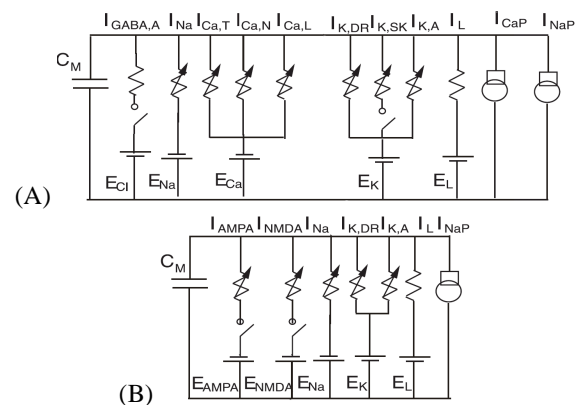 I_GABA,A I_Na I_Ca,T I_Ca,N I_Ca,L I_K,DR I_K,SK I_K,A I_L I_CaP I_NaP
C_M
E_Cl E_Na E_Ca E_K E_L
(A)
I_AMPA I_NMDA I_Na I_K,DR I_K,A I_L I_NaP
C_M
E_AMPA E_NMDA E_Na E_K E_L
(B)